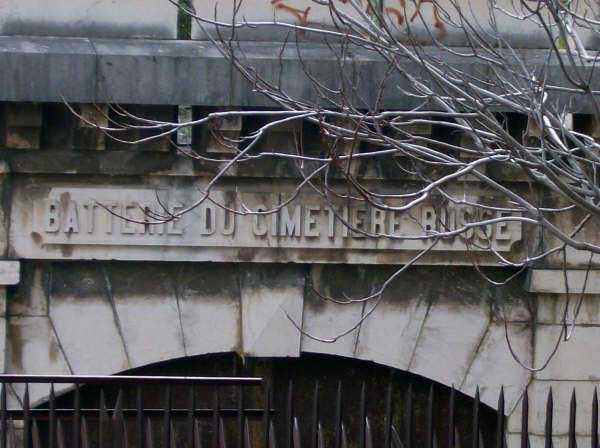 BATTERIE DU CIMETIÈRE RUSSE